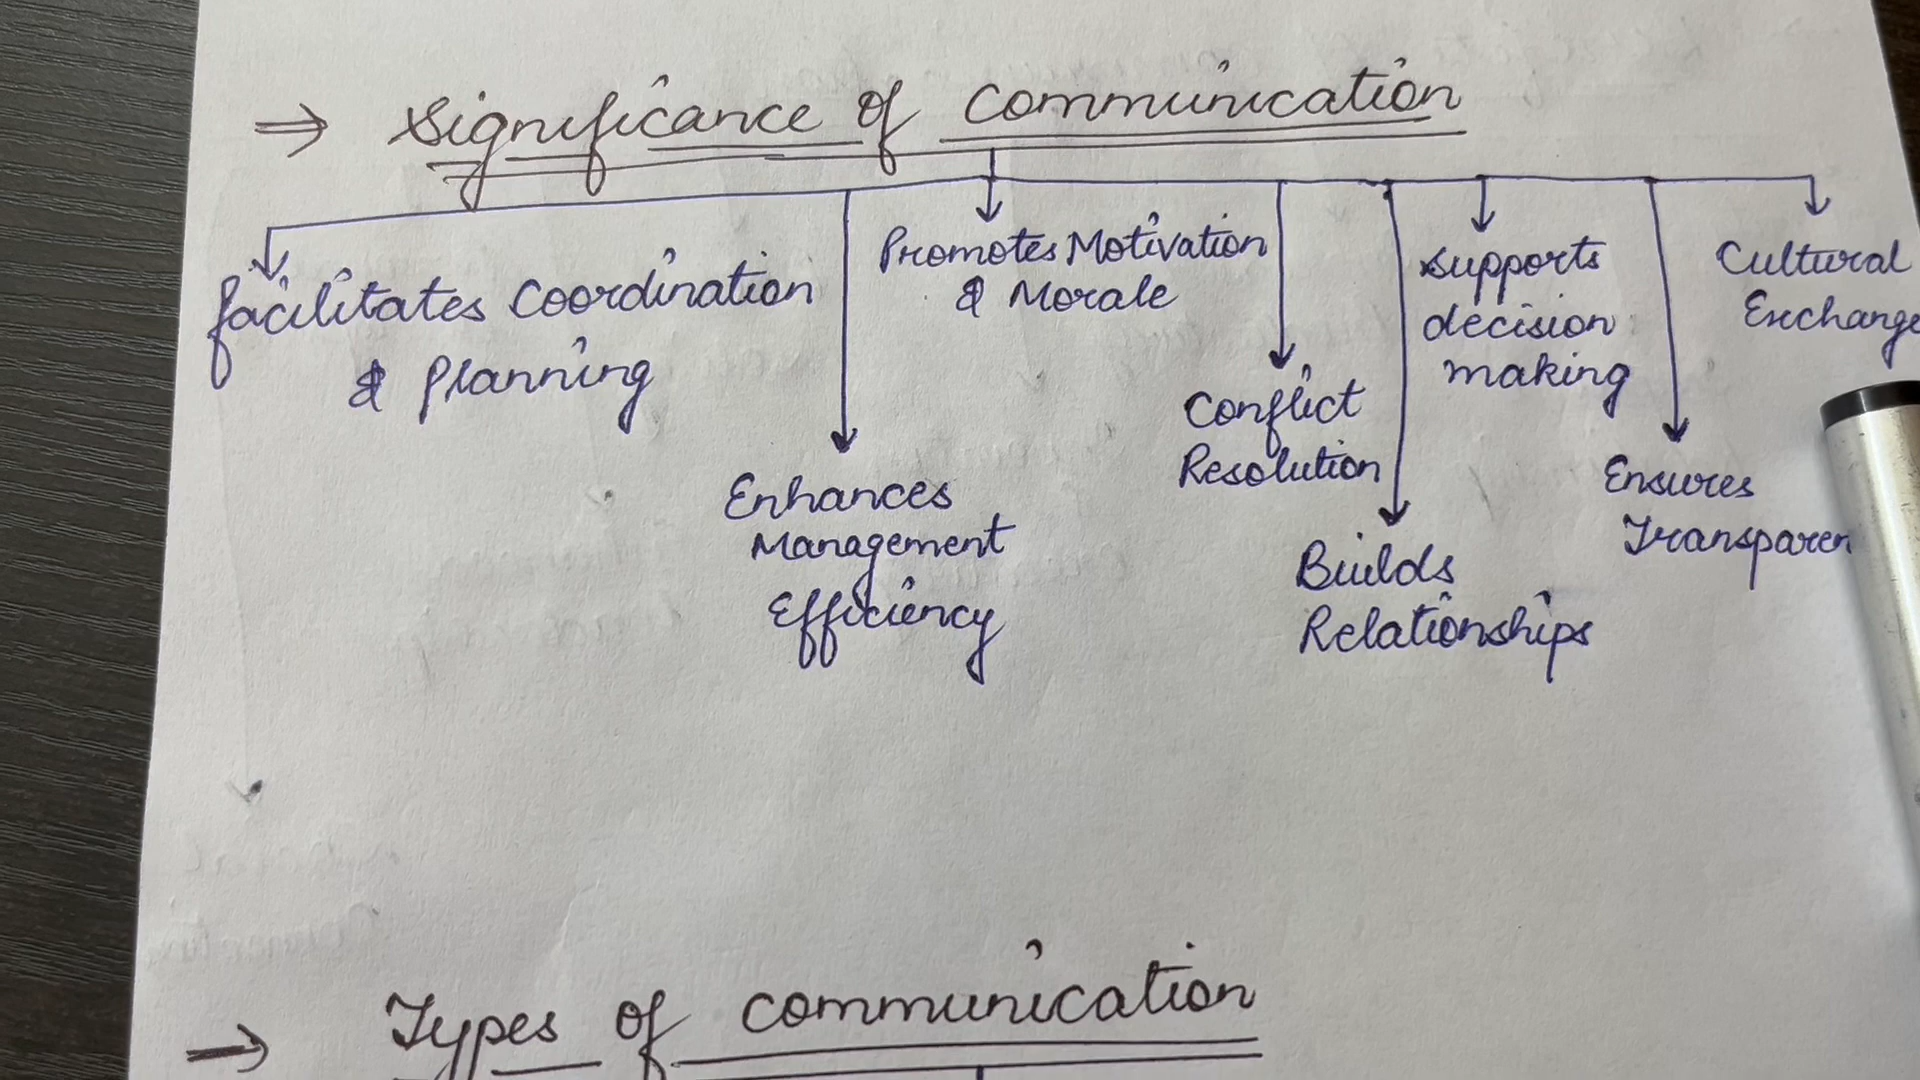 ⇒ Significance of Communication
Facilitates Coordination
& Planning
Enhances
Management
Efficiency
Promotes Motivation
& Morale
Conflict
Resolution
Builds
Relationships
Supports
decision
making
Ensures
Transparen
Cultural
Exchange
→ Types of communication